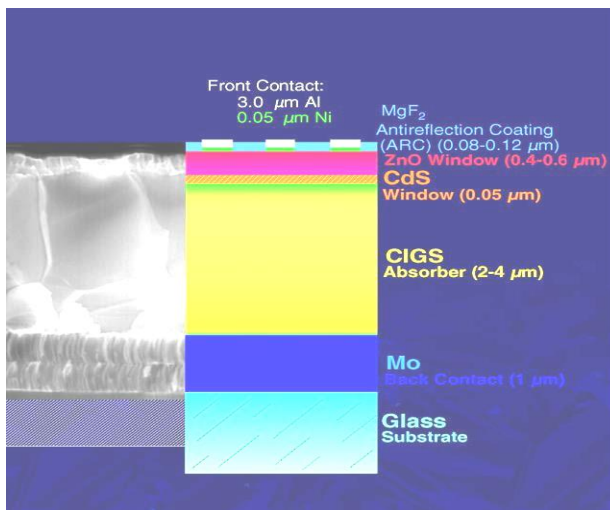 Front Contact:
3.0 µm Al
0.05 µm Ni
MgF₂
Antireflection Coating
(ARC) (0.08-0.12 µm)
ZnO Window (0.4-0.6 µm)
CdS
Window (0.05 µm)
CIGS
Absorber (2-4 µm)
Mo
Back Contact (1 µm)
Glass
Substrate